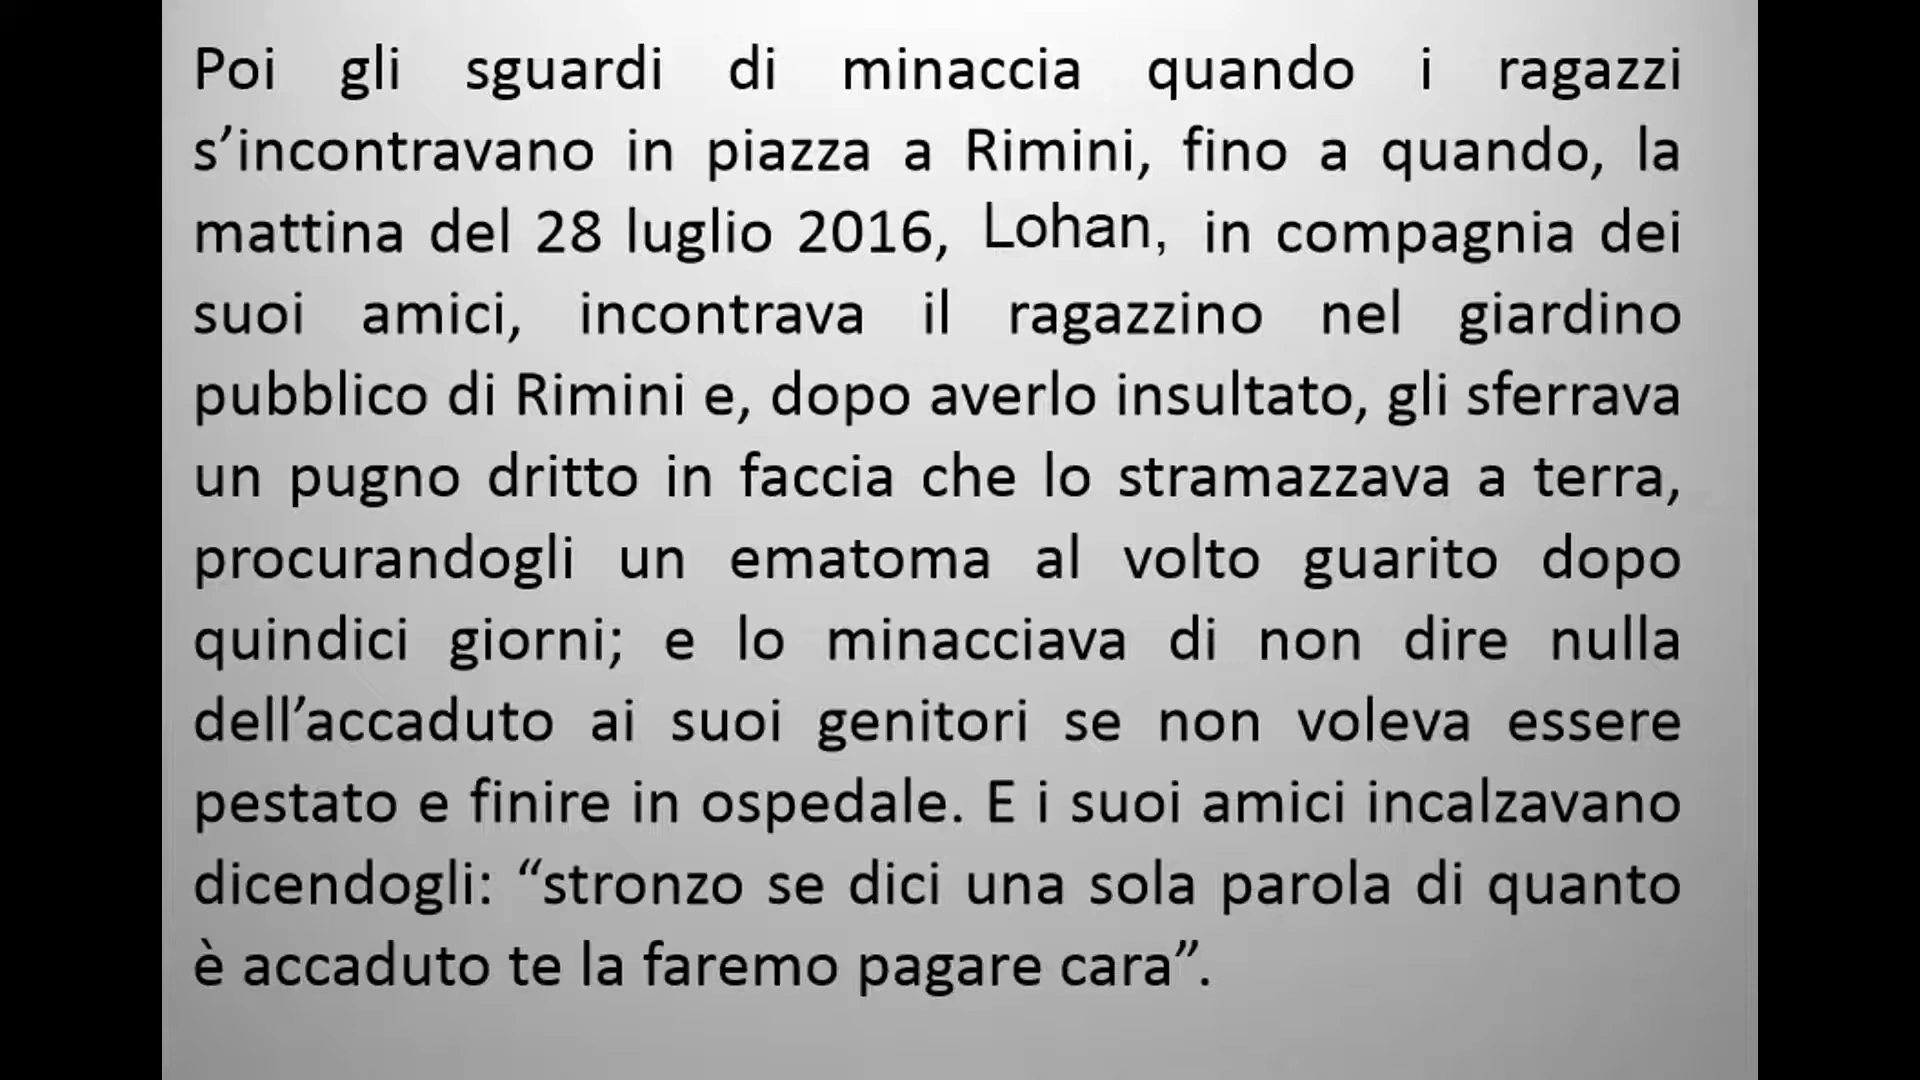 Poi gli sguardi di minaccia quando i ragazzi
s’incontravano in piazza a Rimini, fino a quando, la
mattina del 28 luglio 2016, Lohan, in compagnia dei
suoi amici, incontrava il ragazzino nel giardino
pubblico di Rimini e, dopo averlo insultato, gli sferrava
un pugno dritto in faccia che lo stramazzava a terra,
procurandogli un ematoma al volto guarito dopo
quindici giorni; e lo minacciava di non dire nulla
dell’accaduto ai suoi genitori se non voleva essere
pestato e finire in ospedale. E i suoi amici incalzavano
dicendogli: “stronzo se dici una sola parola di quanto
è accaduto te la faremo pagare cara”.